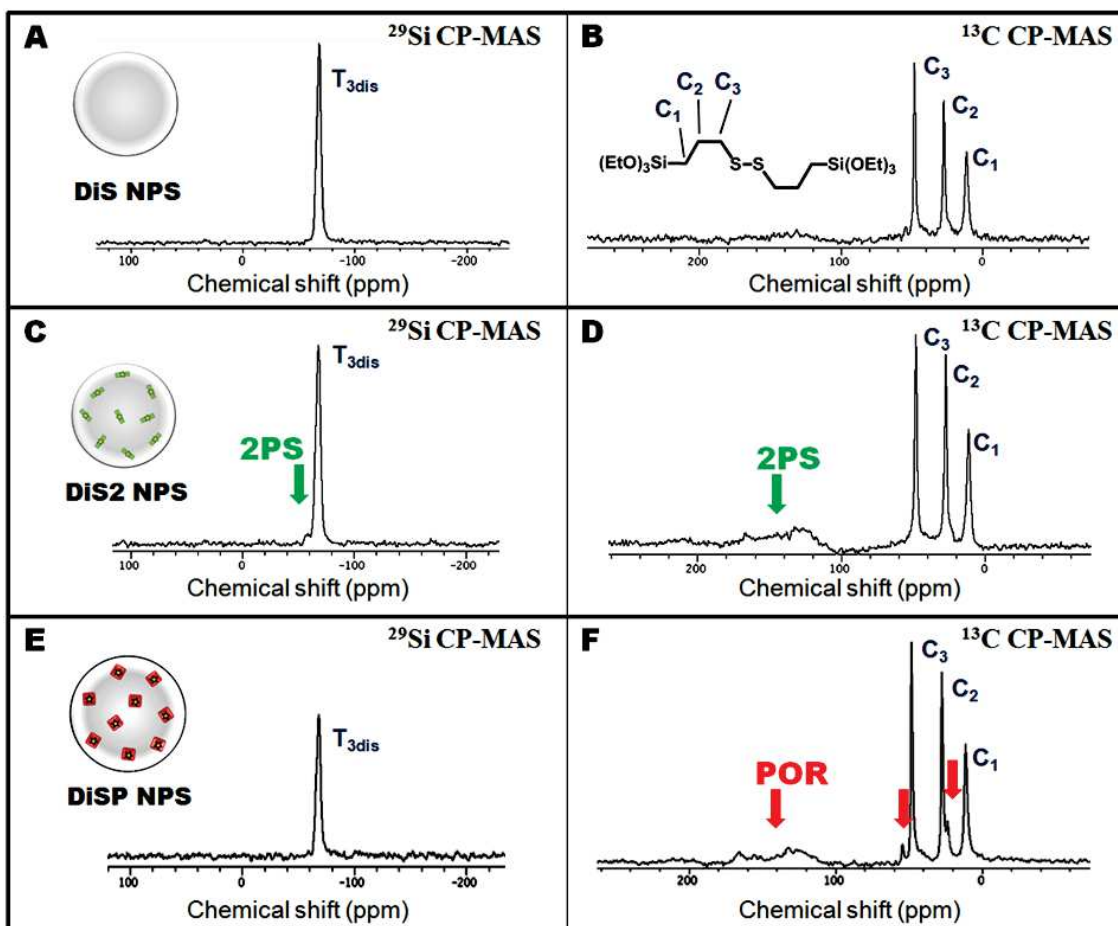 A
²⁹Si CP-MAS
T₃dis
DiS NPS
100 0 -100 -200
Chemical shift (ppm)
B
¹³C CP-MAS
C₃
C₂
C₁
C₂ C₃
C₁
(EtO)₃Si S-S Si(OEt)₃
200 100 0
Chemical shift (ppm)
C
²⁹Si CP-MAS
T₃dis
2PS
DiS2 NPS
100 0 -100 -200
Chemical shift (ppm)
D
¹³C CP-MAS
C₃
C₂
C₁
2PS
200 100 0
Chemical shift (ppm)
E
²⁹Si CP-MAS
T₃dis
DiSP NPS
100 0 -100 -200
Chemical shift (ppm)
F
¹³C CP-MAS
C₃
C₂
C₁
POR
200 100 0
Chemical shift (ppm)